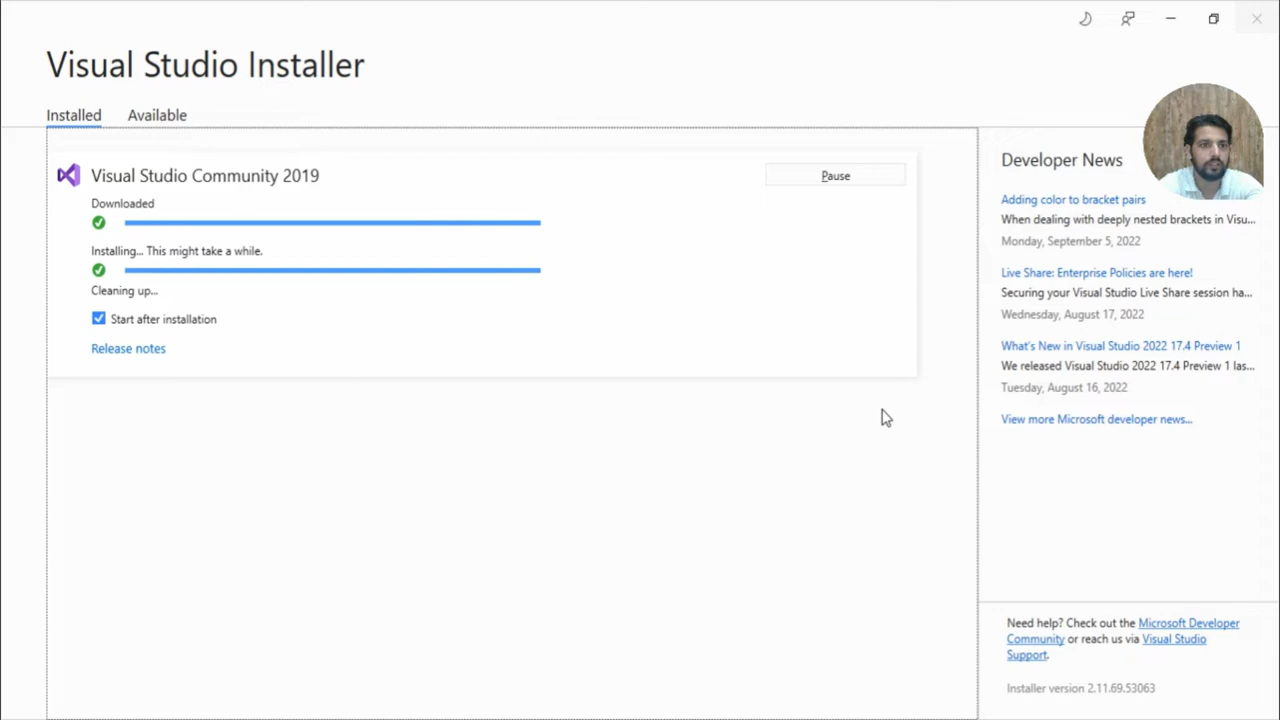 Visual Studio Installer
Installed
Available
Visual Studio Community 2019
Pause
Downloaded
Installing... This might take a while.
Cleaning up...
Start after installation
Release notes
Developer News
Adding color to bracket pairs
When dealing with deeply nested brackets in Visu...
Monday, September 5, 2022
Live Share: Enterprise Policies are here!
Securing your Visual Studio Live Share session ha...
Wednesday, August 17, 2022
What's New in Visual Studio 2022 17.4 Preview 1
We released Visual Studio 2022 17.4 Preview 1 las...
Tuesday, August 16, 2022
View more Microsoft developer news...
Need help? Check out the Microsoft Developer
Community or reach us via Visual Studio
Support.
Installer version 2.11.69.53063